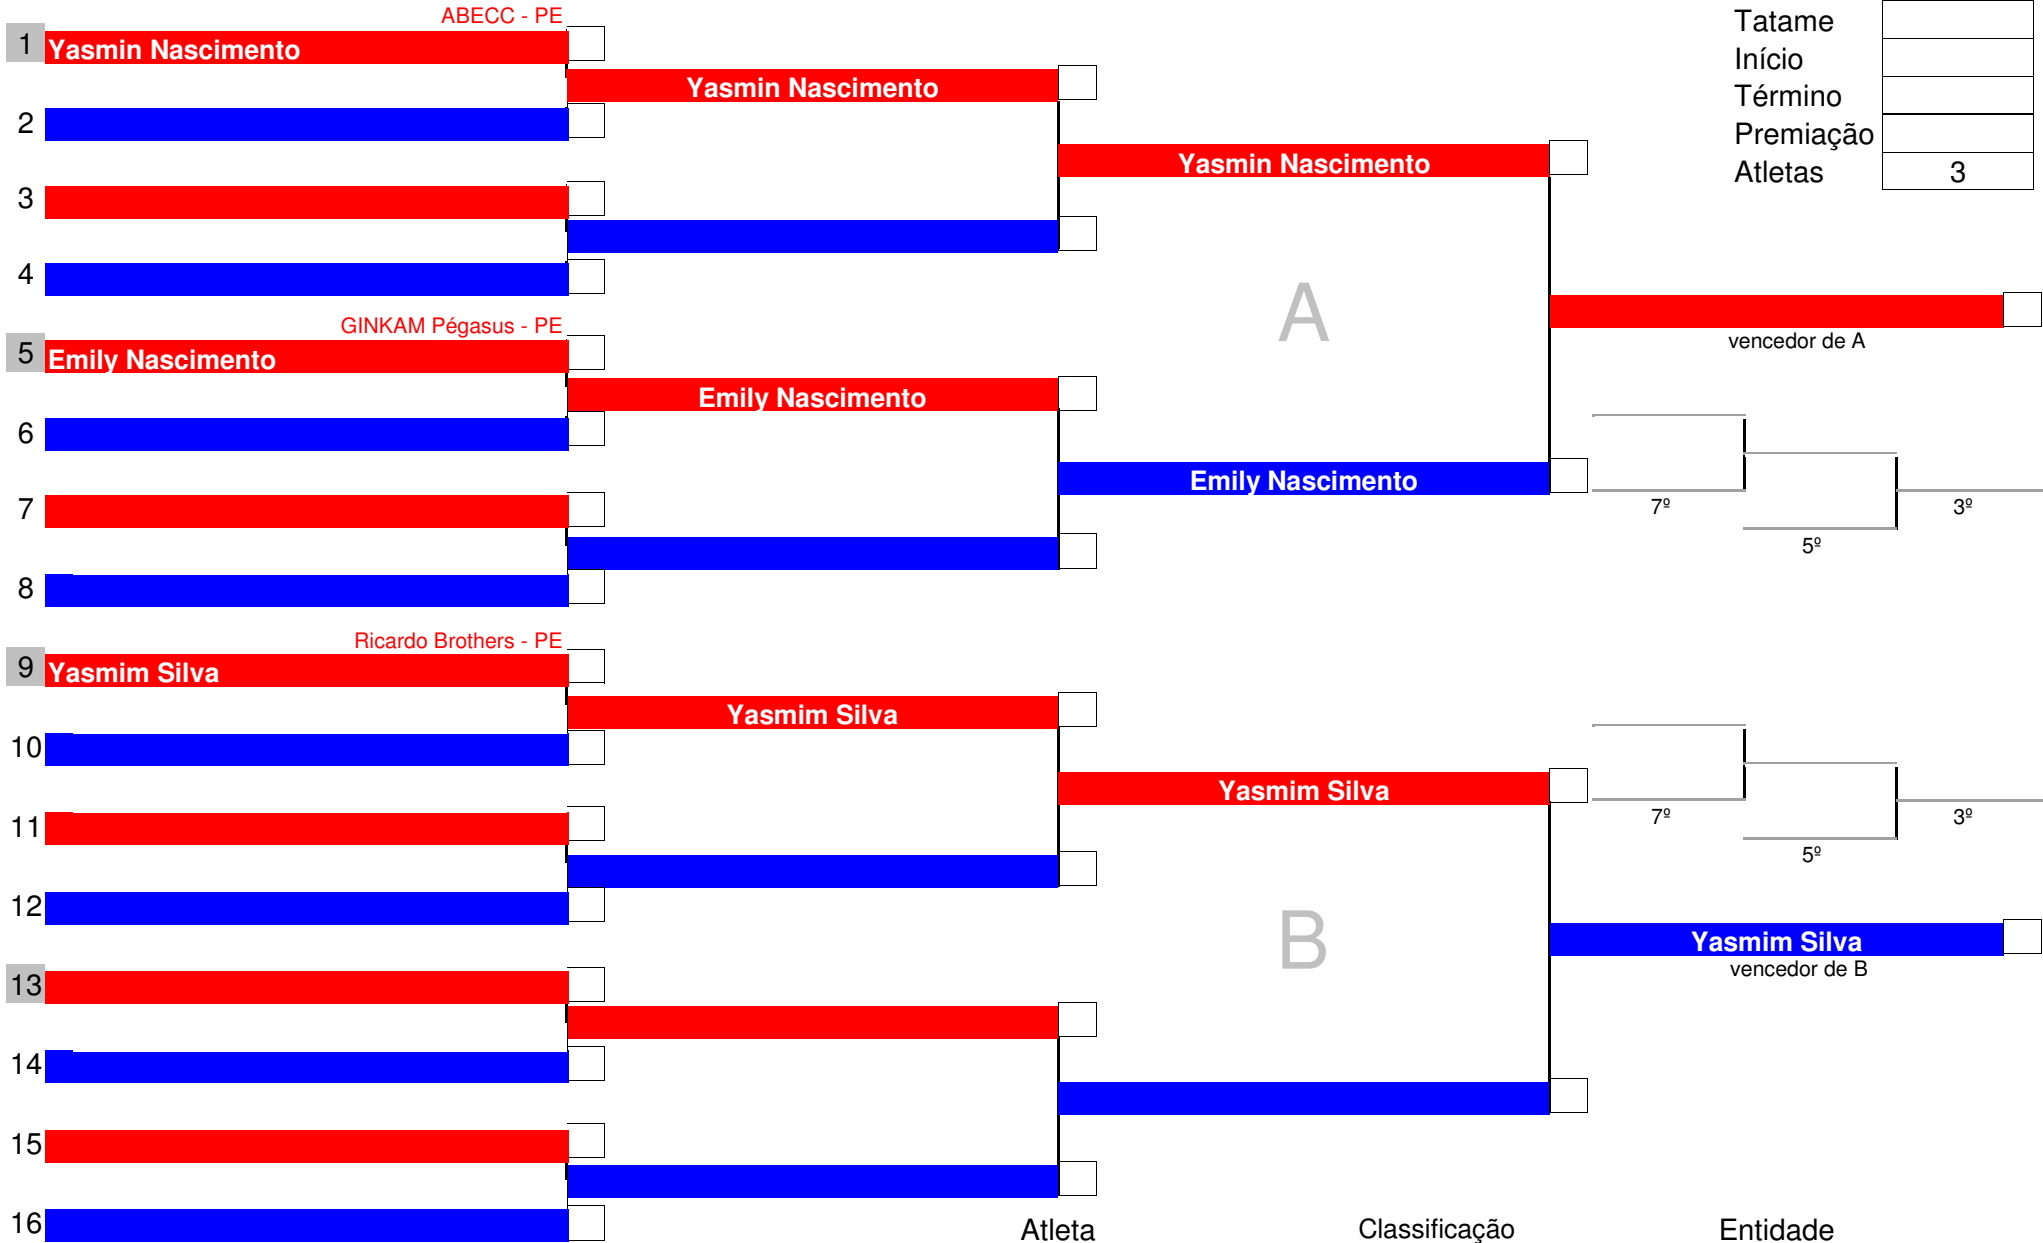 ABECC - PE
1 Yasmin Nascimento
Yasmin Nascimento
2
Yasmin Nascimento
3
4
GINKAM Pégasus - PE
5 Emily Nascimento
Emily Nascimento
6
Emily Nascimento
7
8
Ricardo Brothers - PE
9 Yasmim Silva
Yasmim Silva
10
Yasmim Silva
11
12
13
14
15
16
A
B
Tatame
Início
Término
Premiação
Atletas 3
vencedor de A
7º
5º
3º
7º
5º
3º
Yasmim Silva
vencedor de B
Atleta Classificação Entidade